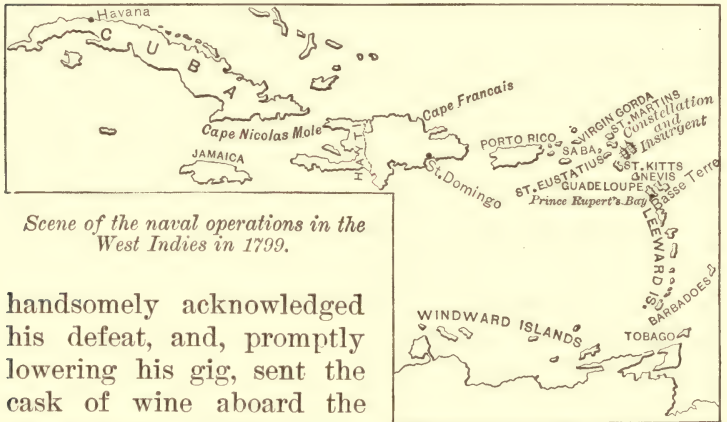 Havana
CUBA
Cape Francais
Cape Nicolas Mole
HAYTI
JAMAICA
St. Domingo
PORTO RICO
VIRGIN GORDA
ST. MARTINS
Constellation
and
Insurgent
SABA.
ST. EUSTATIUS
ST. KITTS
NEVIS
GUADELOUPE
Basse Terre
Prince Rupert's Bay
LEEWARD IS.
BARBADOES
WINDWARD ISLANDS
TOBAGO
Scene of the naval operations in the
West Indies in 1799.
handsomely acknowledged
his defeat, and, promptly
lowering his gig, sent the
cask of wine aboard the